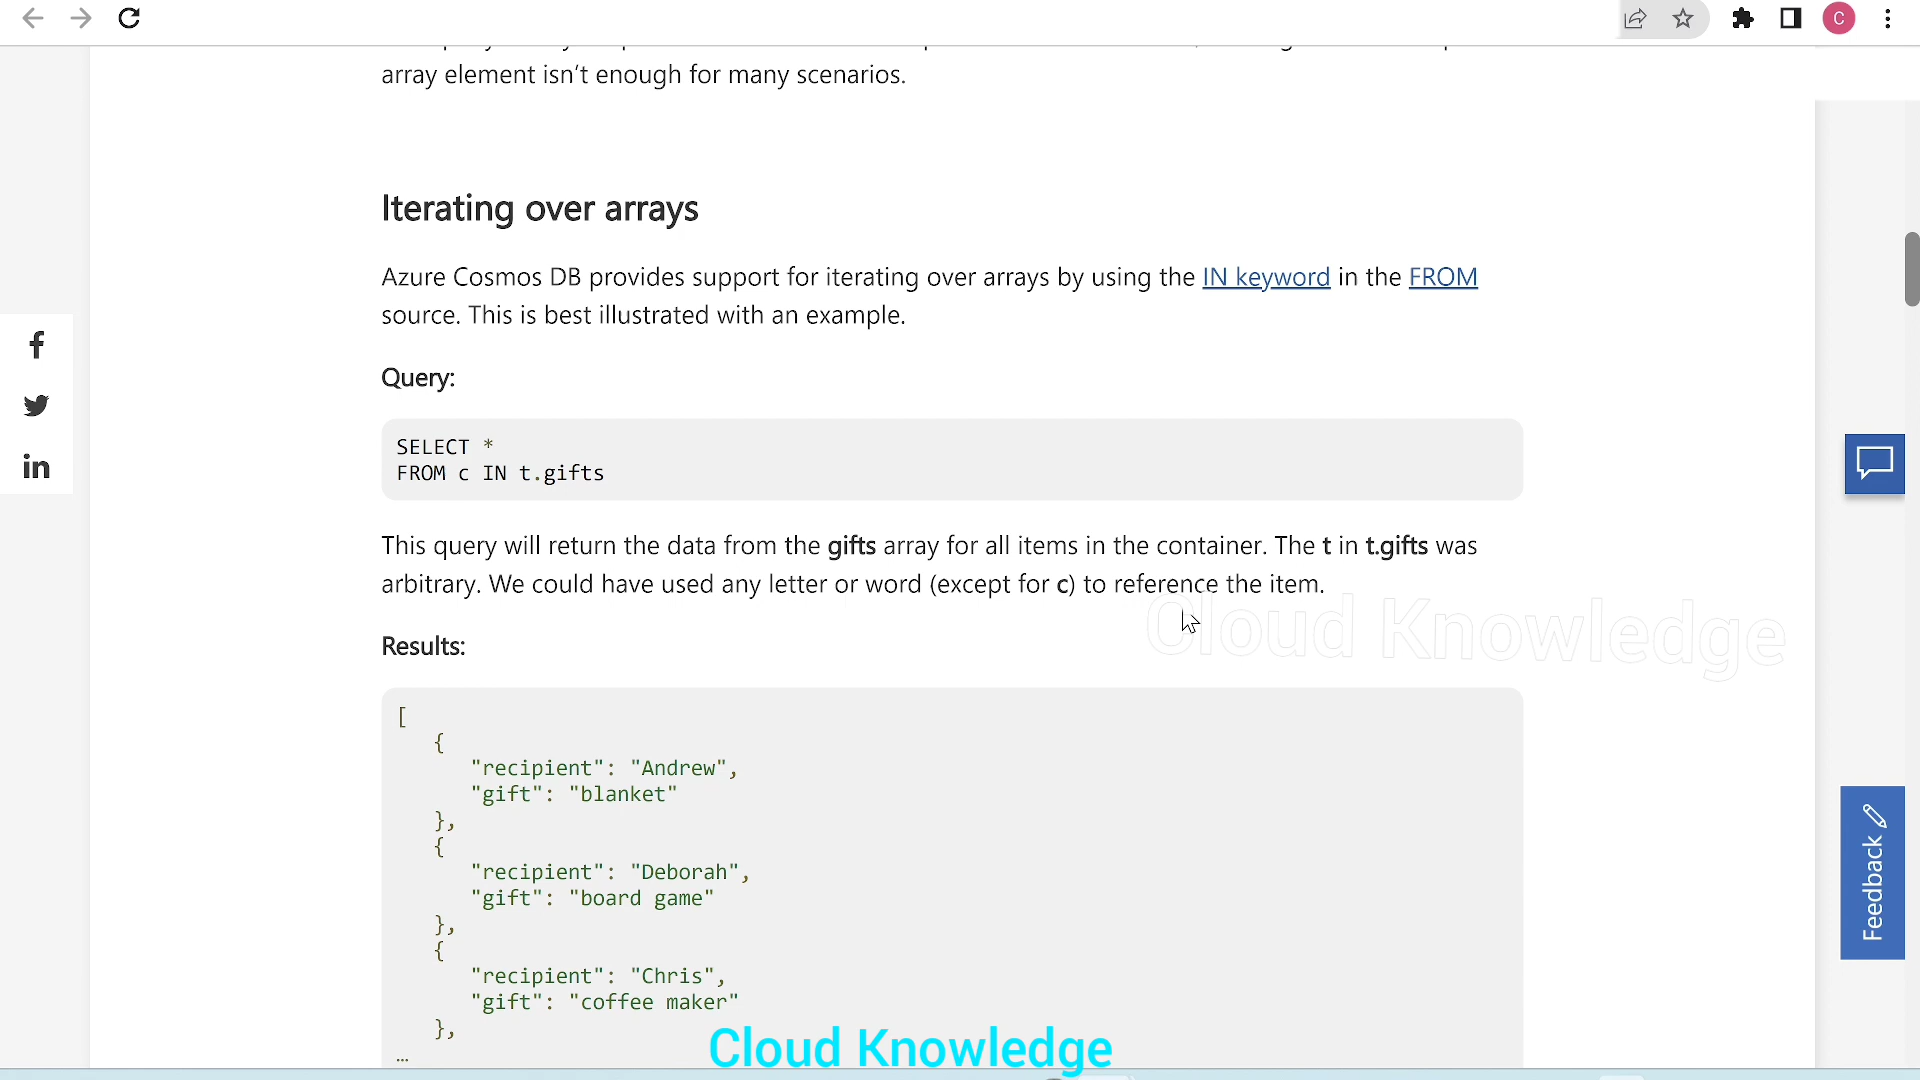 C
array element isn't enough for many scenarios.
Iterating over arrays
Azure Cosmos DB provides support for iterating over arrays by using the IN keyword in the FROM
source. This is best illustrated with an example.
Query:
SELECT *
FROM c IN t.gifts
This query will return the data from the gifts array for all items in the container. The t in t.gifts was
arbitrary. We could have used any letter or word (except for c) to reference the item.
Cloud Knowledge
Results:
[
{
"recipient": "Andrew",
"gift": "blanket"
},
{
"recipient": "Deborah",
"gift": "board game"
},
{
"recipient": "Chris",
"gift": "coffee maker"
},
…
Feedback
Cloud Knowledge